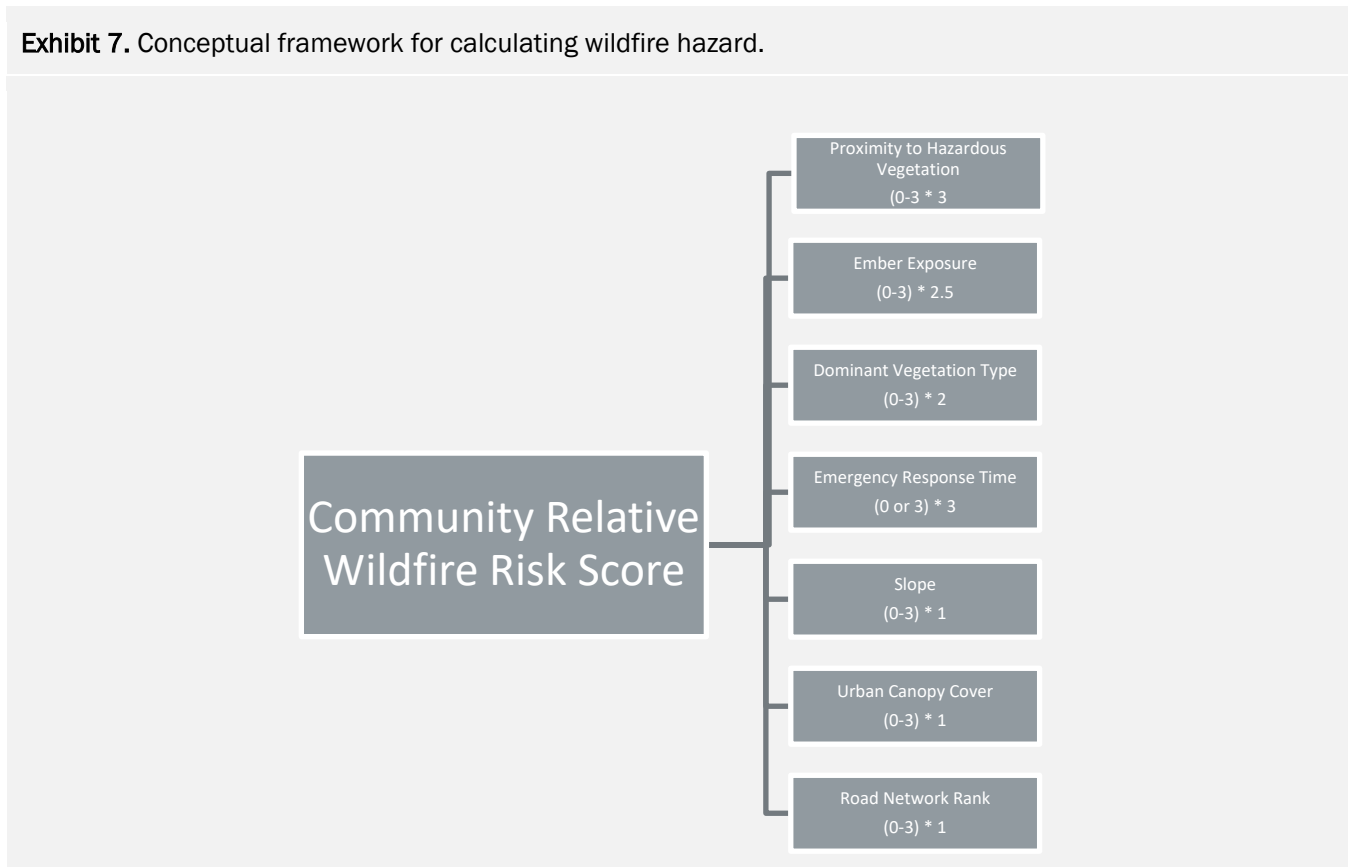 Exhibit 7. Conceptual framework for calculating wildfire hazard.
Community Relative
Wildfire Risk Score
Proximity to Hazardous
Vegetation
(0-3 * 3
Ember Exposure
(0-3) * 2.5
Dominant Vegetation Type
(0-3) * 2
Emergency Response Time
(0 or 3) * 3
Slope
(0-3) * 1
Urban Canopy Cover
(0-3) * 1
Road Network Rank
(0-3) * 1